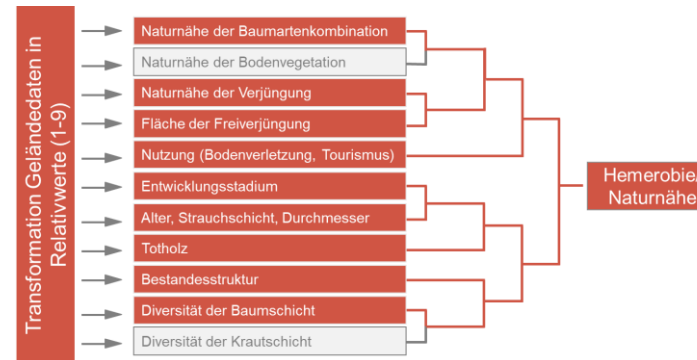 Transformation Geländedaten in
Relativwerte (1-9)
Naturnähe der Baumartenkombination
Naturnähe der Bodenvegetation
Naturnähe der Verjüngung
Fläche der Freiverjüngung
Nutzung (Bodenverletzung, Tourismus)
Entwicklungsstadium
Alter, Strauchschicht, Durchmesser
Totholz
Bestandesstruktur
Diversität der Baumschicht
Diversität der Krautschicht
Hemerobie/
Naturnähe